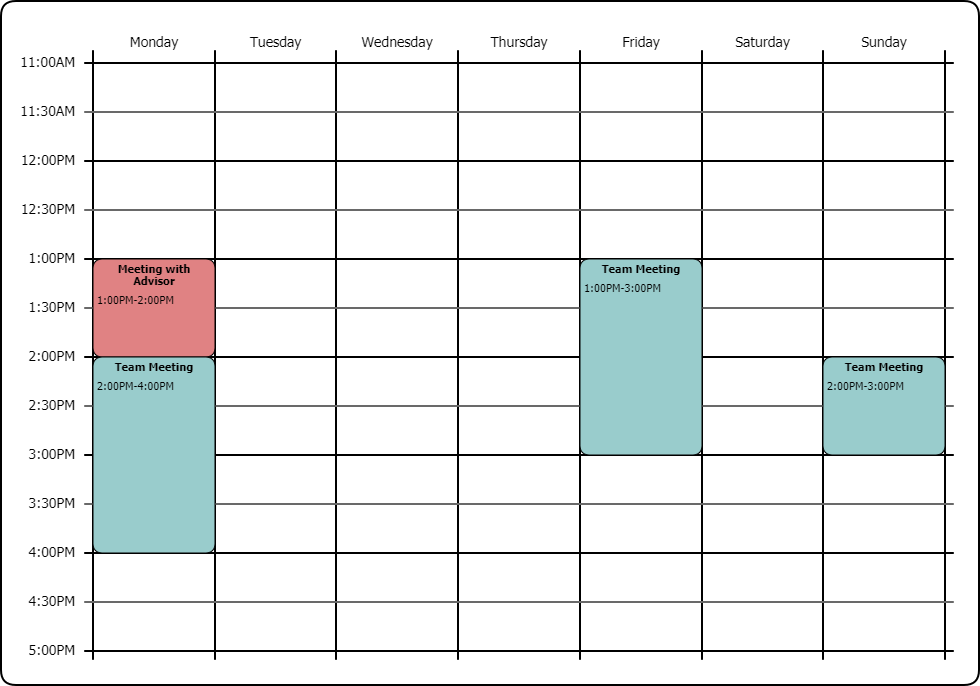 Monday Tuesday Wednesday Thursday Friday Saturday Sunday
11:00AM
11:30AM
12:00PM
12:30PM
1:00PM
Meeting with
Advisor
1:00PM-2:00PM
Team Meeting
1:00PM-3:00PM
1:30PM
2:00PM
Team Meeting
2:00PM-4:00PM
Team Meeting
2:00PM-3:00PM
2:30PM
3:00PM
3:30PM
4:00PM
4:30PM
5:00PM